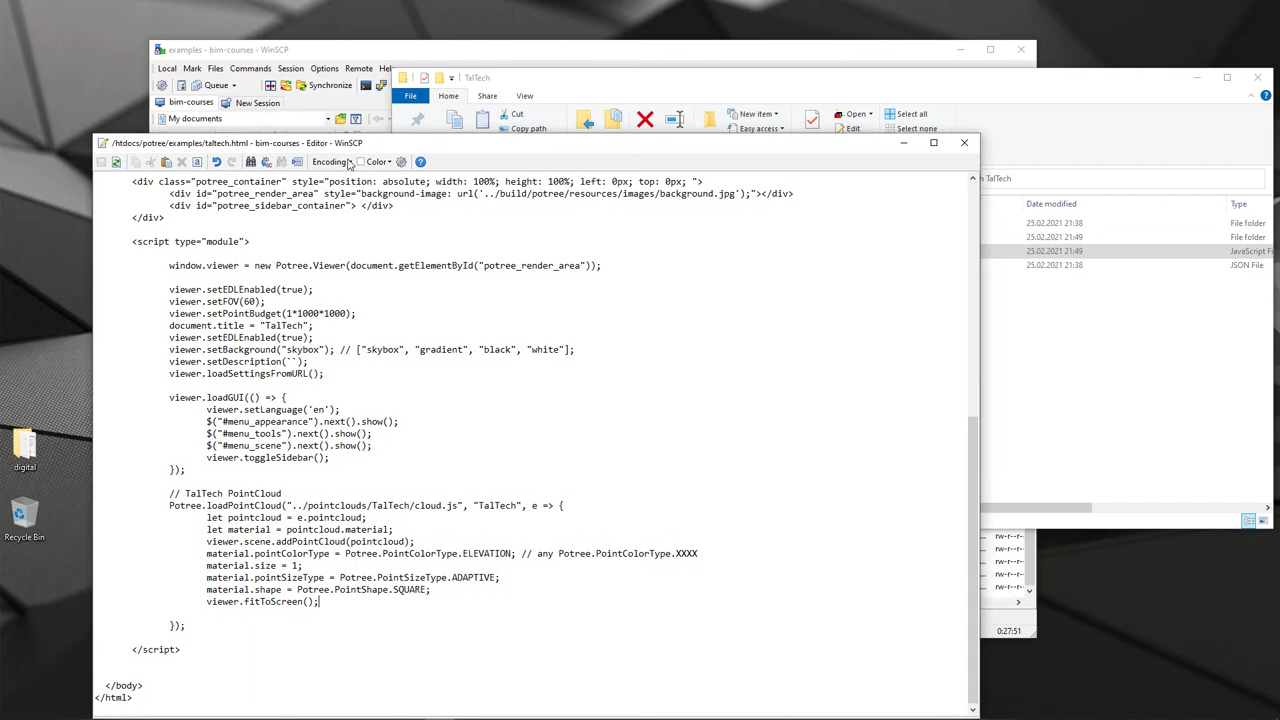 examples - bim-courses - WinSCP
Local Mark Files Commands Session Options Remote Hel
Queue Synchronize
bim-courses New Session
My documents
TalTech
File Home Share View
Cut
Copy path
New item
Easy access
Open
Edit
Select all
/htdocs/potree/examples/taltech.html - bim-courses - Editor - WinSCP
Encoding Color
TalTech
Date modified Type
25.02.2021 21:38 File folder
25.02.2021 21:49 File folder
25.02.2021 21:49 JavaScript Fi
25.02.2021 21:38 JSON File
<div class="potree_container" style="position: absolute; width: 100%; height: 100%; left: 0px; top: 0px; ">
<div id="potree_render_area" style="background-image: url('../build/potree/resources/images/background.jpg');"></div>
<div id="potree_sidebar_container"> </div>
</div>
<script type="module">
window.viewer = new Potree.Viewer(document.getElementById("potree_render_area"));
viewer.setEDLEnabled(true);
viewer.setFOV(60);
viewer.setPointBudget(1*1000*1000);
document.title = "TalTech";
viewer.setEDLEnabled(true);
viewer.setBackground("skybox"); // ["skybox", "gradient", "black", "white"];
viewer.setDescription(``);
viewer.loadSettingsFromURL();
viewer.loadGUI(() => {
viewer.setLanguage('en');
$("#menu_appearance").next().show();
$("#menu_tools").next().show();
$("#menu_scene").next().show();
viewer.toggleSidebar();
});
// TalTech PointCloud
Potree.loadPointCloud("../pointclouds/TalTech/cloud.js", "TalTech", e => {
let pointcloud = e.pointcloud;
let material = pointcloud.material;
viewer.scene.addPointCloud(pointcloud);
material.pointColorType = Potree.PointColorType.ELEVATION; // any Potree.PointColorType.XXXX
material.size = 1;
material.pointSizeType = Potree.PointSizeType.ADAPTIVE;
material.shape = Potree.PointShape.SQUARE;
viewer.fitToScreen();
});
</script>
</body>
</html>
digital
Recycle Bin
rw-r--r--
rw-r--r--
rw-r--r--
rw-r--r--
rw-r--r--
0:27:51